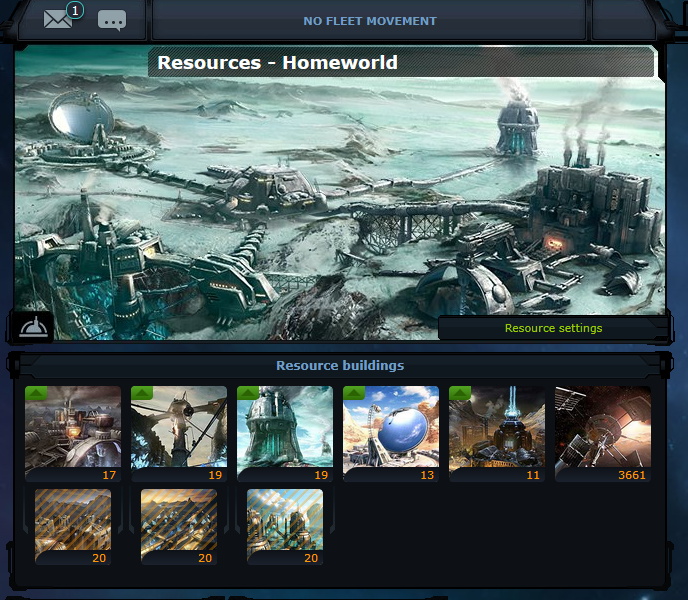 1
NO FLEET MOVEMENT
Resources - Homeworld
Resource settings
Resource buildings
17 19 19 13 11 3661
20 20 20